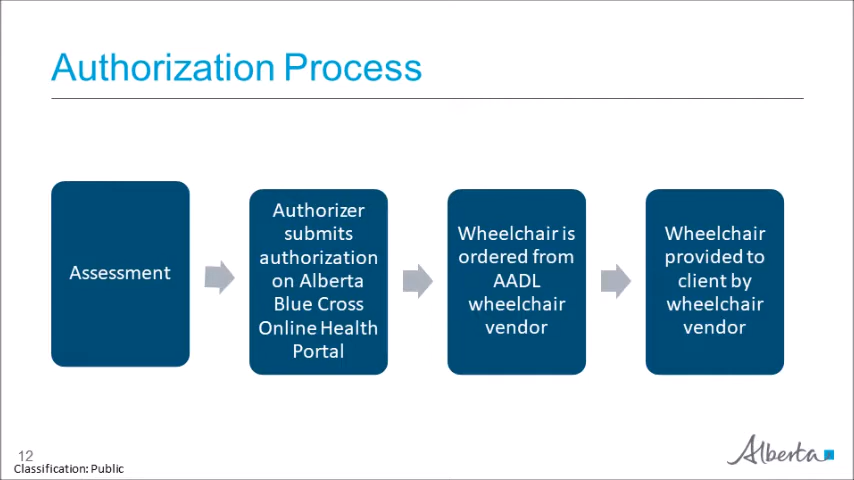 Authorization Process
Assessment
Authorizer
submits
authorization
on Alberta
Blue Cross
Online Health
Portal
Wheelchair is
ordered from
AADL
wheelchair
vendor
Wheelchair
provided to
client by
wheelchair
vendor
12
Classification: Public
Alberta